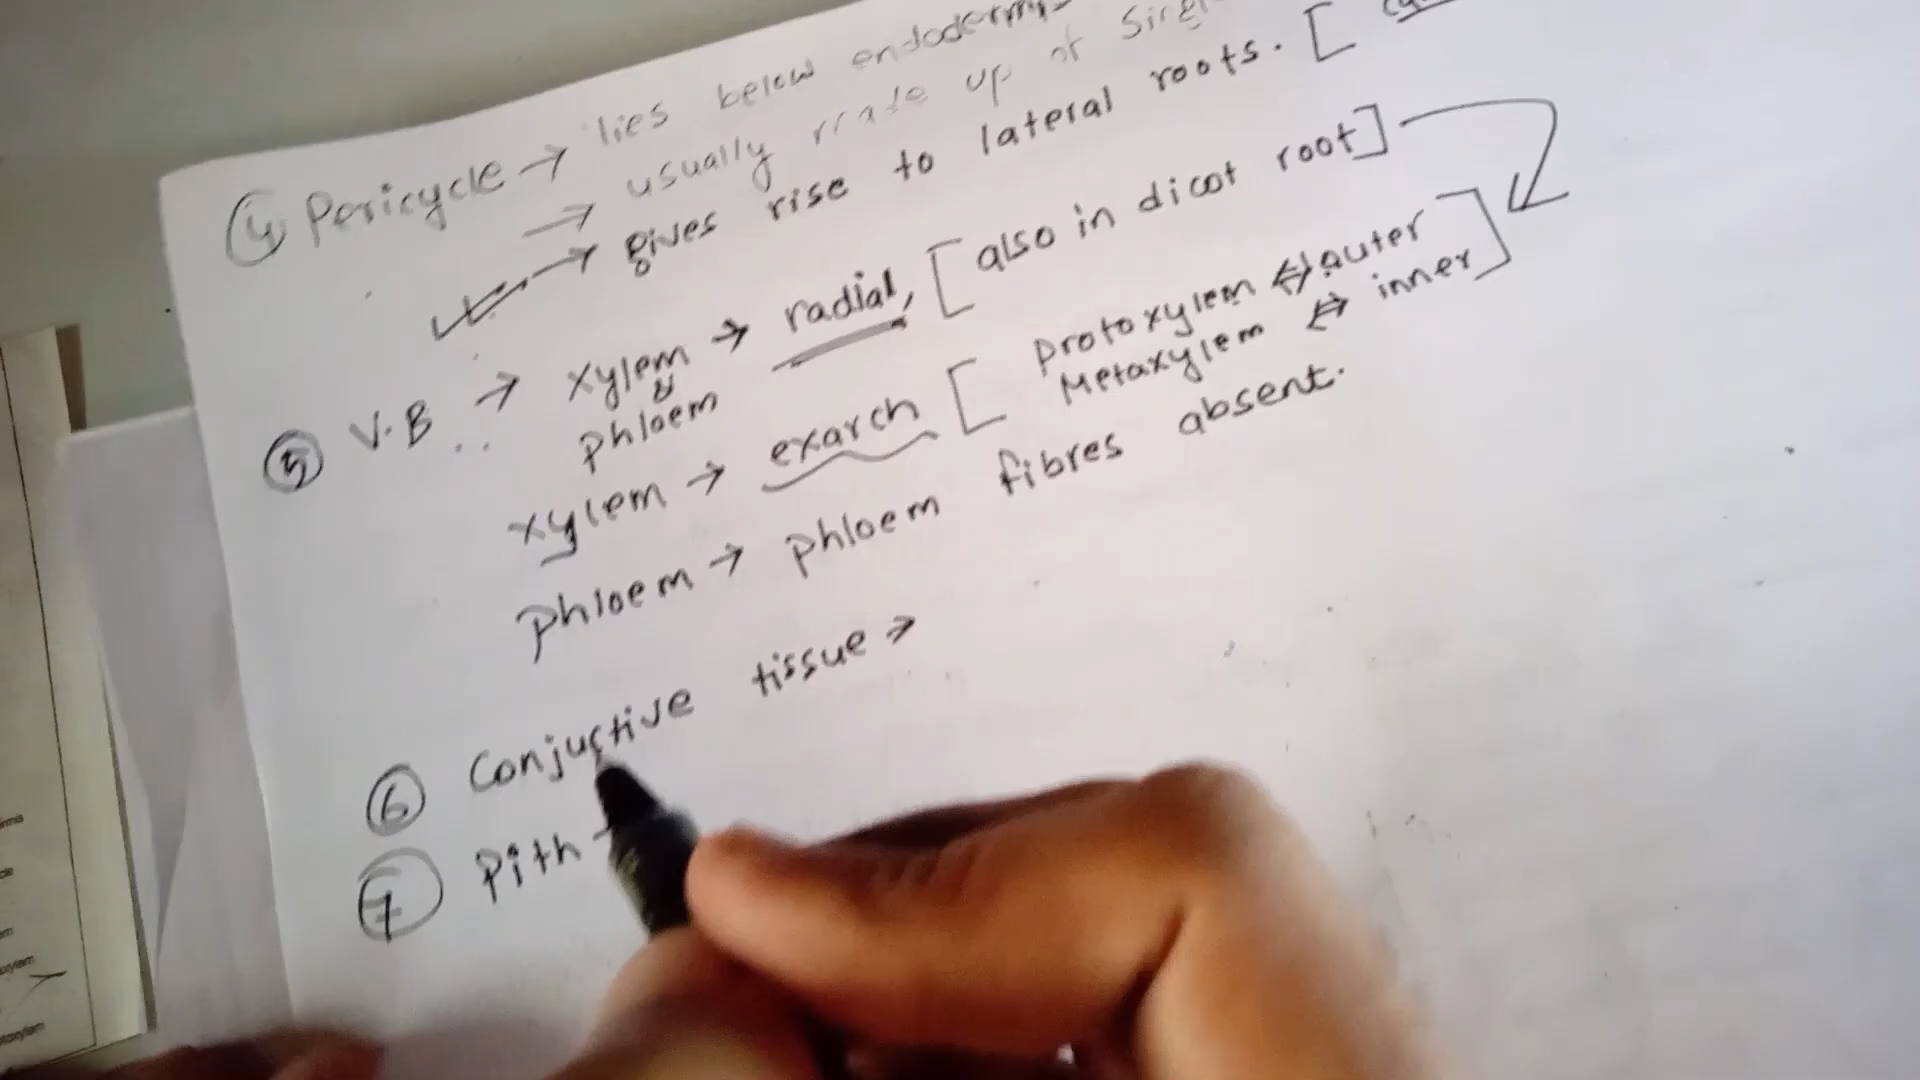 ④ Pericycle → lies below endodermis
→ usually made up of
→ gives rise to lateral roots. [
⑤ V.B → xylem & phloem → radial, [also in dicot root]
xylem → exarch [ protoxylem ⇔ outer
Metaxylem ⇔ inner]
phloem → phloem fibres absent.
⑥ Conjuctive tissue →
⑦ Pith